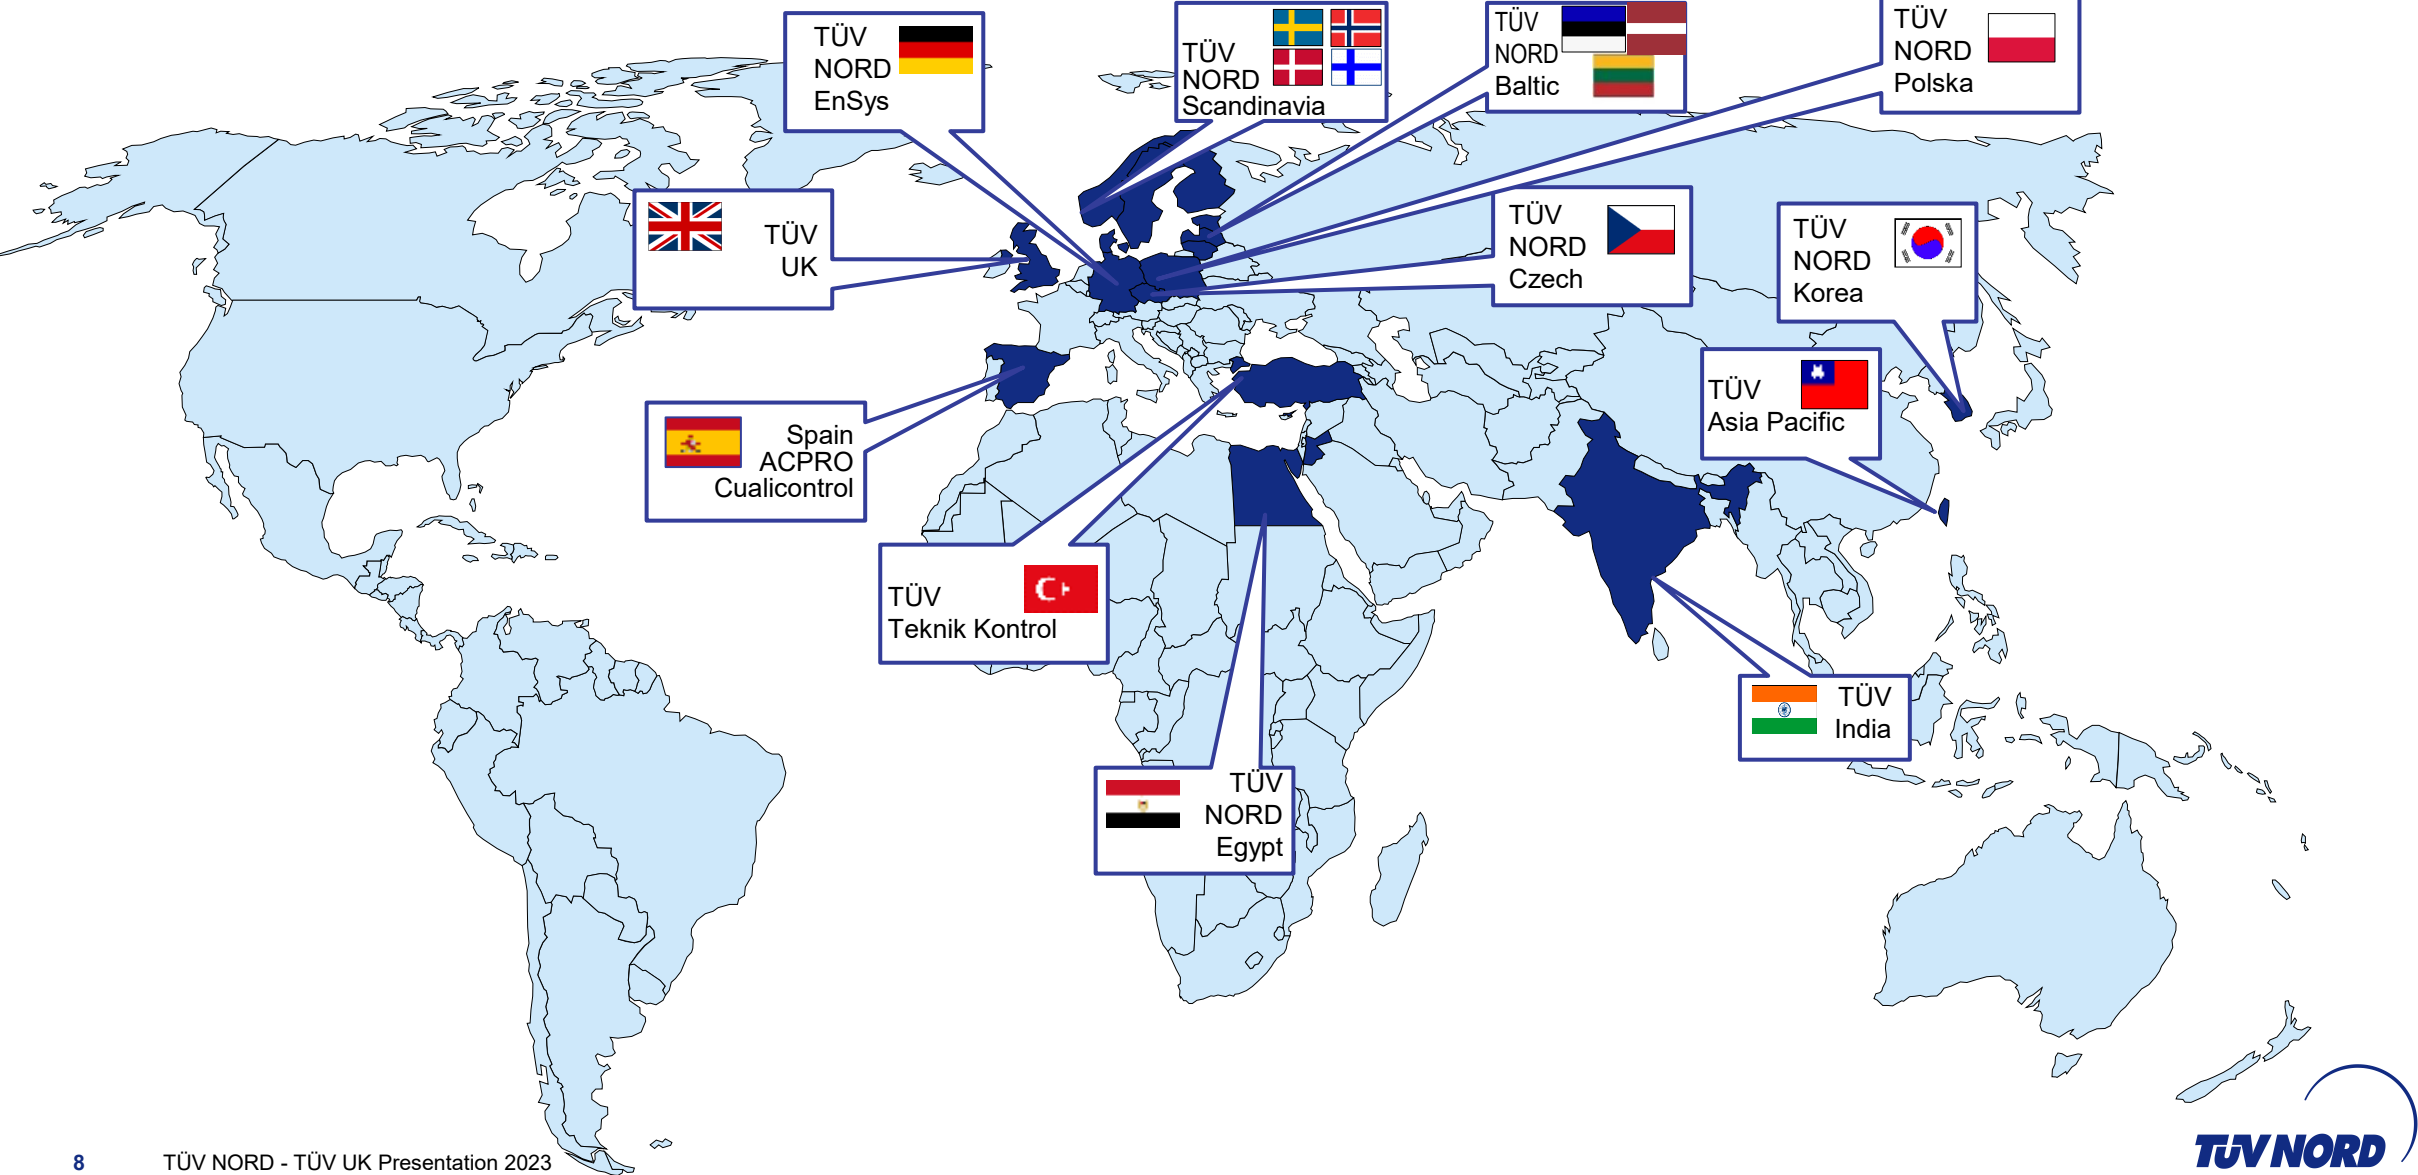 TÜV
NORD
EnSys
TÜV
NORD
Scandinavia
TÜV
NORD
Baltic
TÜV
NORD
Polska
TÜV
UK
TÜV
NORD
Czech
TÜV
NORD
Korea
TÜV
Asia Pacific
Spain
ACPRO
Cualicontrol
TÜV
Teknik Kontrol
TÜV
India
TÜV
NORD
Egypt
8 TÜV NORD - TÜV UK Presentation 2023
TÜV NORD